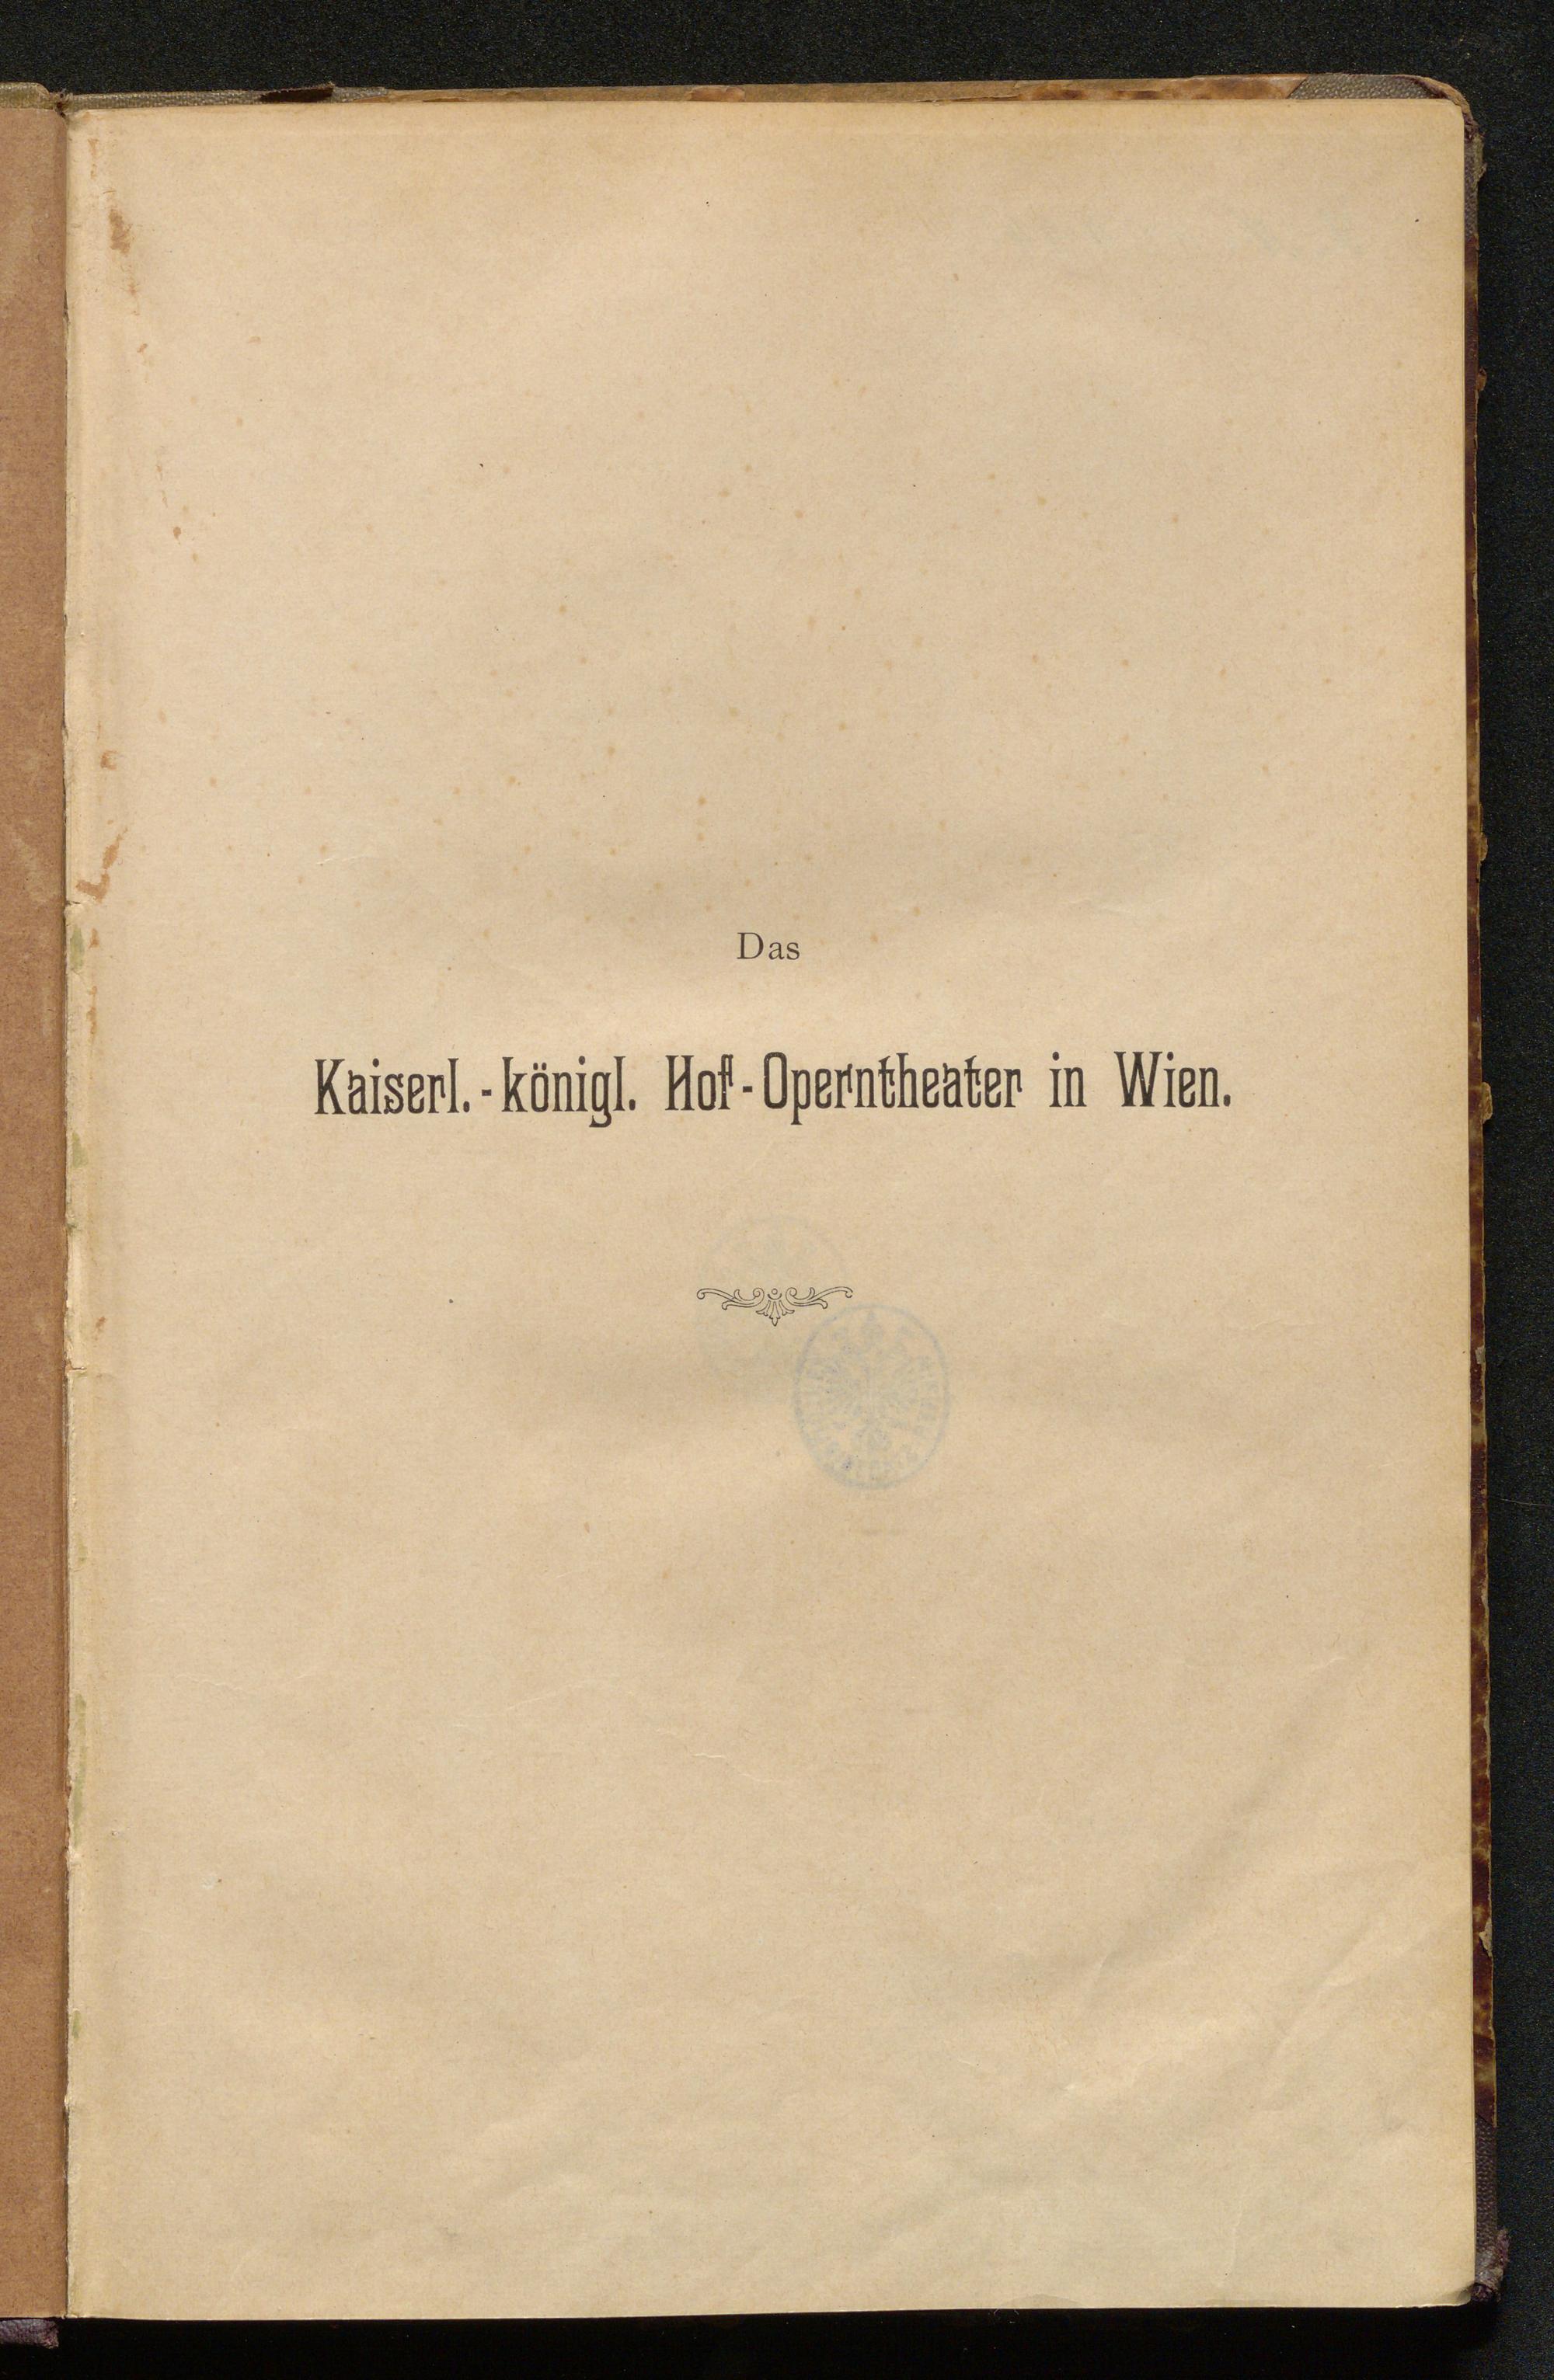 Das
Kaiserl.-königl. Hof-Operntheater in Wien.